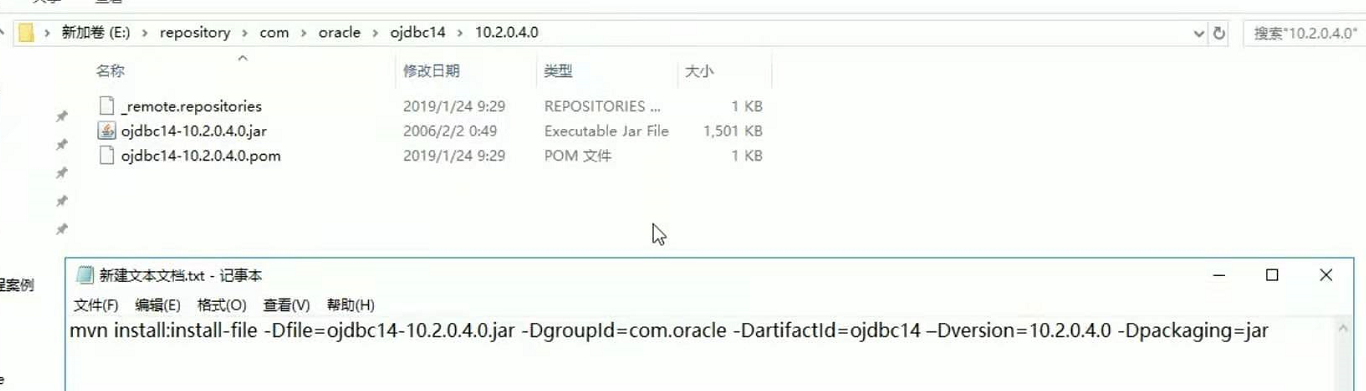 新加卷 (E:) › repository › com › oracle › ojdbc14 › 10.2.0.4.0
搜索"10.2.0.4.0"
名称 修改日期 类型 大小
_remote.repositories 2019/1/24 9:29 REPOSITORIES ... 1 KB
ojdbc14-10.2.0.4.0.jar 2006/2/2 0:49 Executable Jar File 1,501 KB
ojdbc14-10.2.0.4.0.pom 2019/1/24 9:29 POM 文件 1 KB
程案例
新建文本文档.txt - 记事本
文件(F) 编辑(E) 格式(O) 查看(V) 帮助(H)
mvn install:install-file -Dfile=ojdbc14-10.2.0.4.0.jar -DgroupId=com.oracle -DartifactId=ojdbc14 –Dversion=10.2.0.4.0 -Dpackaging=jar